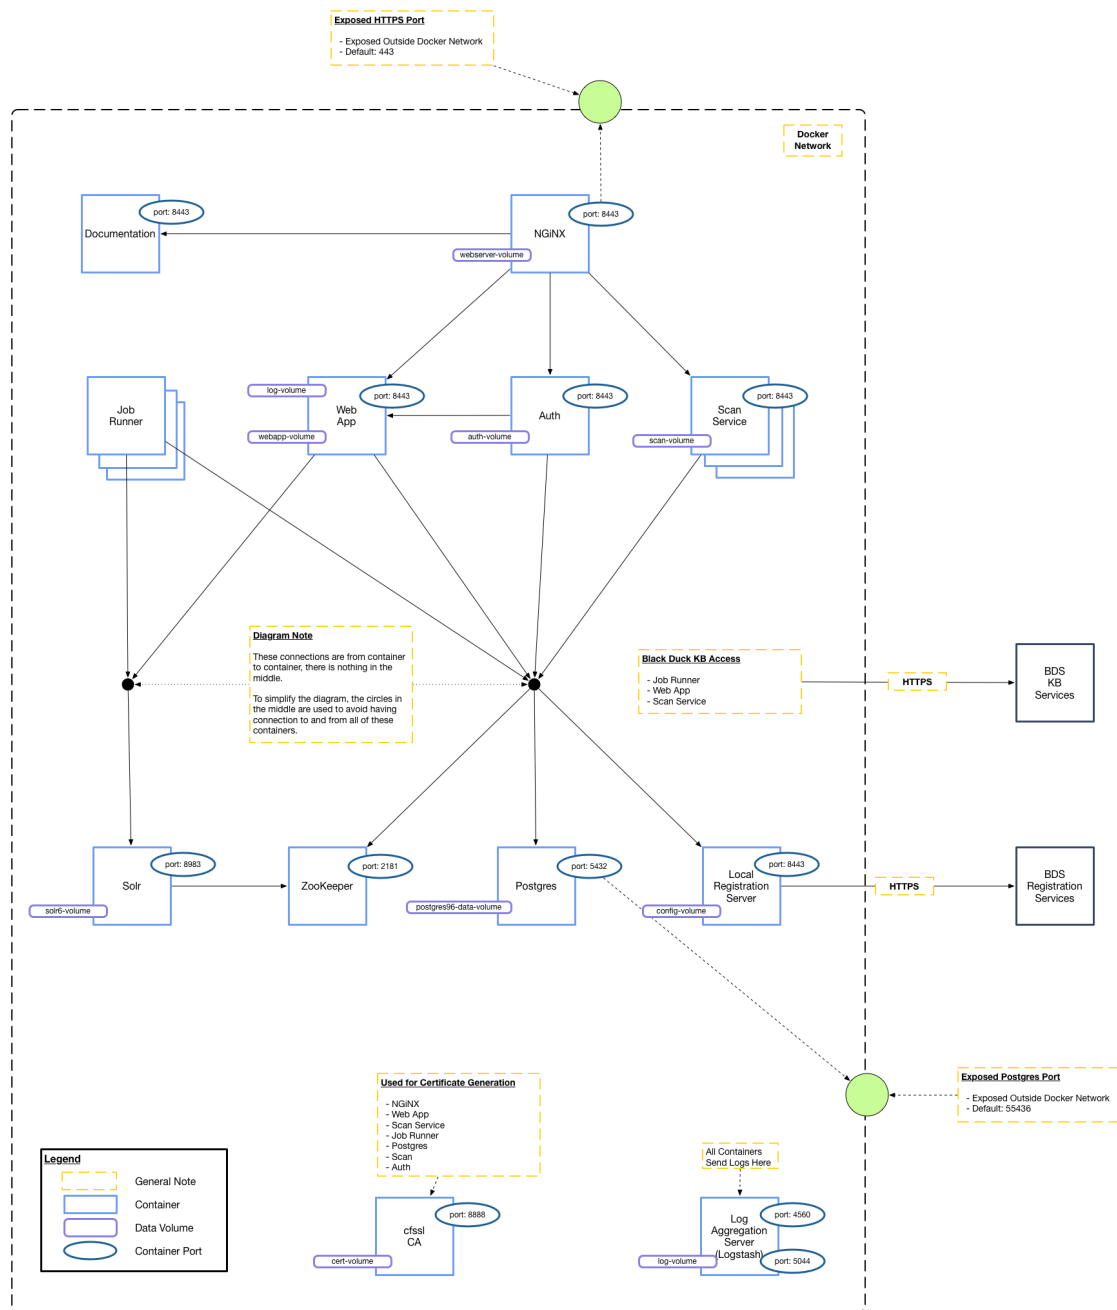 Exposed HTTPS Port
- Exposed Outside Docker Network
- Default: 443
Docker
Network
port: 8443
Documentation
port: 8443
NGiNX
webserver-volume
Job
Runner
log-volume
port: 8443
Web
App
webapp-volume
port: 8443
Auth
auth-volume
port: 8443
Scan
Service
scan-volume
Diagram Note
These connections are from container
to container, there is nothing in the
middle.
To simplify the diagram, the circles in
the middle are used to avoid having
connection to and from all of these
containers.
Black Duck KB Access
- Job Runner
- Web App
- Scan Service
HTTPS
BDS
KB
Services
port: 8983
Solr
solr6-volume
port: 2181
ZooKeeper
port: 5432
Postgres
postgres96-data-volume
port: 8443
Local
Registration
Server
config-volume
HTTPS
BDS
Registration
Services
Exposed Postgres Port
- Exposed Outside Docker Network
- Default: 55436
Used for Certificate Generation
- NGiNX
- Web App
- Scan Service
- Job Runner
- Postgres
- Scan
- Auth
All Containers
Send Logs Here
port: 8888
cfssl
CA
cert-volume
port: 4560
Log
Aggregation
Server
(Logstash)
log-volume
port: 5044
Legend
General Note
Container
Data Volume
Container Port